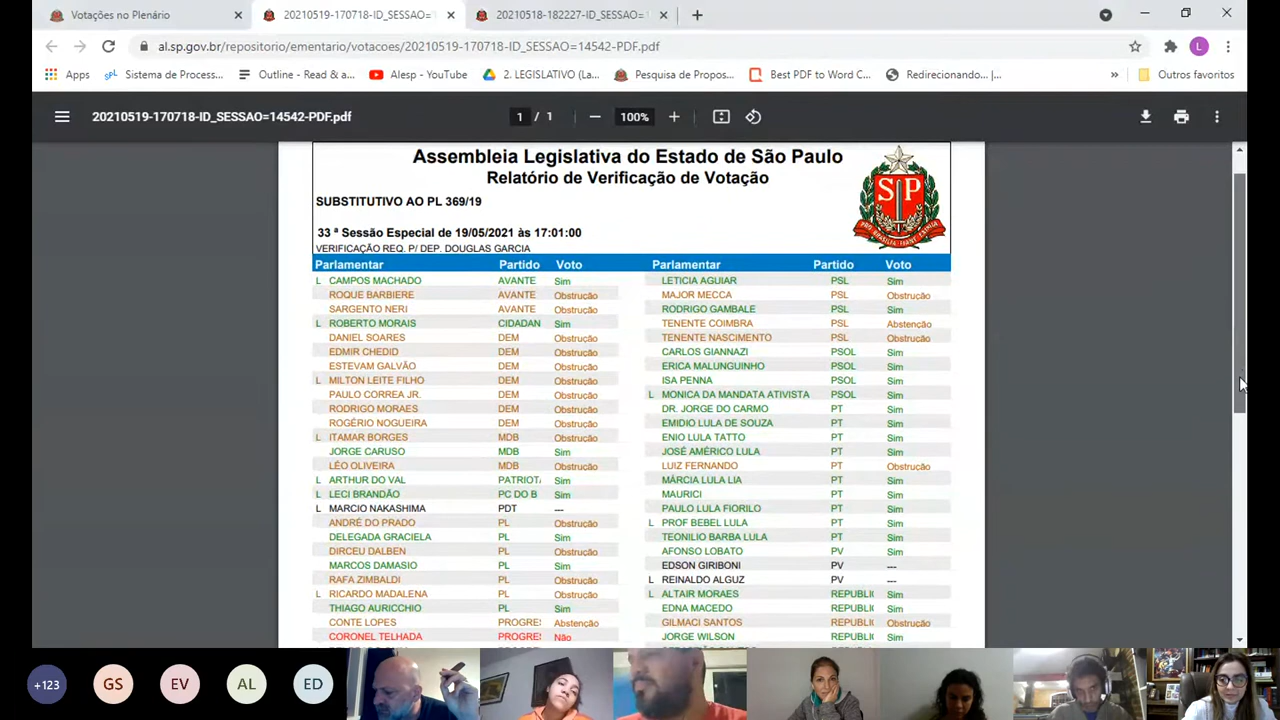 Votações no Plenário
20210519-170718-ID_SESSAO=
20210518-182227-ID_SESSAO=
al.sp.gov.br/repositorio/ementario/votacoes/20210519-170718-ID_SESSAO=14542-PDF.pdf
L
Apps
Sistema de Process...
Outline - Read & a...
Alesp - YouTube
2. LEGISLATIVO (La...
Pesquisa de Propos...
Best PDF to Word C...
Redirecionando... |...
»
Outros favoritos
20210519-170718-ID_SESSAO=14542-PDF.pdf
1 / 1
100%
Assembleia Legislativa do Estado de São Paulo
Relatório de Verificação de Votação
SP
SUBSTITUTIVO AO PL 369/19
33 ª Sessão Especial de 19/05/2021 às 17:01:00
VERIFICAÇÃO REQ. P/ DEP. DOUGLAS GARCIA
Parlamentar Partido Voto Parlamentar Partido Voto
L CAMPOS MACHADO AVANTE Sim LETICIA AGUIAR PSL Sim
ROQUE BARBIERE AVANTE Obstrução MAJOR MECCA PSL Obstrução
SARGENTO NERI AVANTE Obstrução RODRIGO GAMBALE PSL Sim
L ROBERTO MORAIS CIDADAN Sim TENENTE COIMBRA PSL Abstenção
DANIEL SOARES DEM Obstrução TENENTE NASCIMENTO PSL Obstrução
EDMIR CHEDID DEM Obstrução CARLOS GIANNAZI PSOL Sim
ESTEVAM GALVÃO DEM Obstrução ERICA MALUNGUINHO PSOL Sim
L MILTON LEITE FILHO DEM Obstrução ISA PENNA PSOL Sim
PAULO CORREA JR. DEM Obstrução L MONICA DA MANDATA ATIVISTA PSOL Sim
RODRIGO MORAES DEM Obstrução DR. JORGE DO CARMO PT Sim
ROGÉRIO NOGUEIRA DEM Obstrução EMIDIO LULA DE SOUZA PT Sim
L ITAMAR BORGES MDB Obstrução ENIO LULA TATTO PT Sim
JORGE CARUSO MDB Sim JOSÉ AMÉRICO LULA PT Sim
LÉO OLIVEIRA MDB Obstrução LUIZ FERNANDO PT Obstrução
L ARTHUR DO VAL PATRIOT Sim MÁRCIA LULA LIA PT Sim
L LECI BRANDÃO PC DO B Sim MAURICI PT Sim
L MARCIO NAKASHIMA PDT --- PAULO LULA FIORILO PT Sim
ANDRÉ DO PRADO PL Obstrução L PROF BEBEL LULA PT Sim
DELEGADA GRACIELA PL Sim TEONILIO BARBA LULA PT Sim
DIRCEU DALBEN PL Obstrução AFONSO LOBATO PV Sim
MARCOS DAMASIO PL Sim EDSON GIRIBONI PV ---
RAFA ZIMBALDI PL Obstrução L REINALDO ALGUZ PV ---
L RICARDO MADALENA PL Obstrução L ALTAIR MORAES REPUBLI Sim
THIAGO AURICCHIO PL Sim EDNA MACEDO REPUBLI Sim
CONTE LOPES PROGRE Abstenção GILMACI SANTOS REPUBLI Obstrução
CORONEL TELHADA PROGRE Não JORGE WILSON REPUBLI Sim
+123 GS EV AL ED